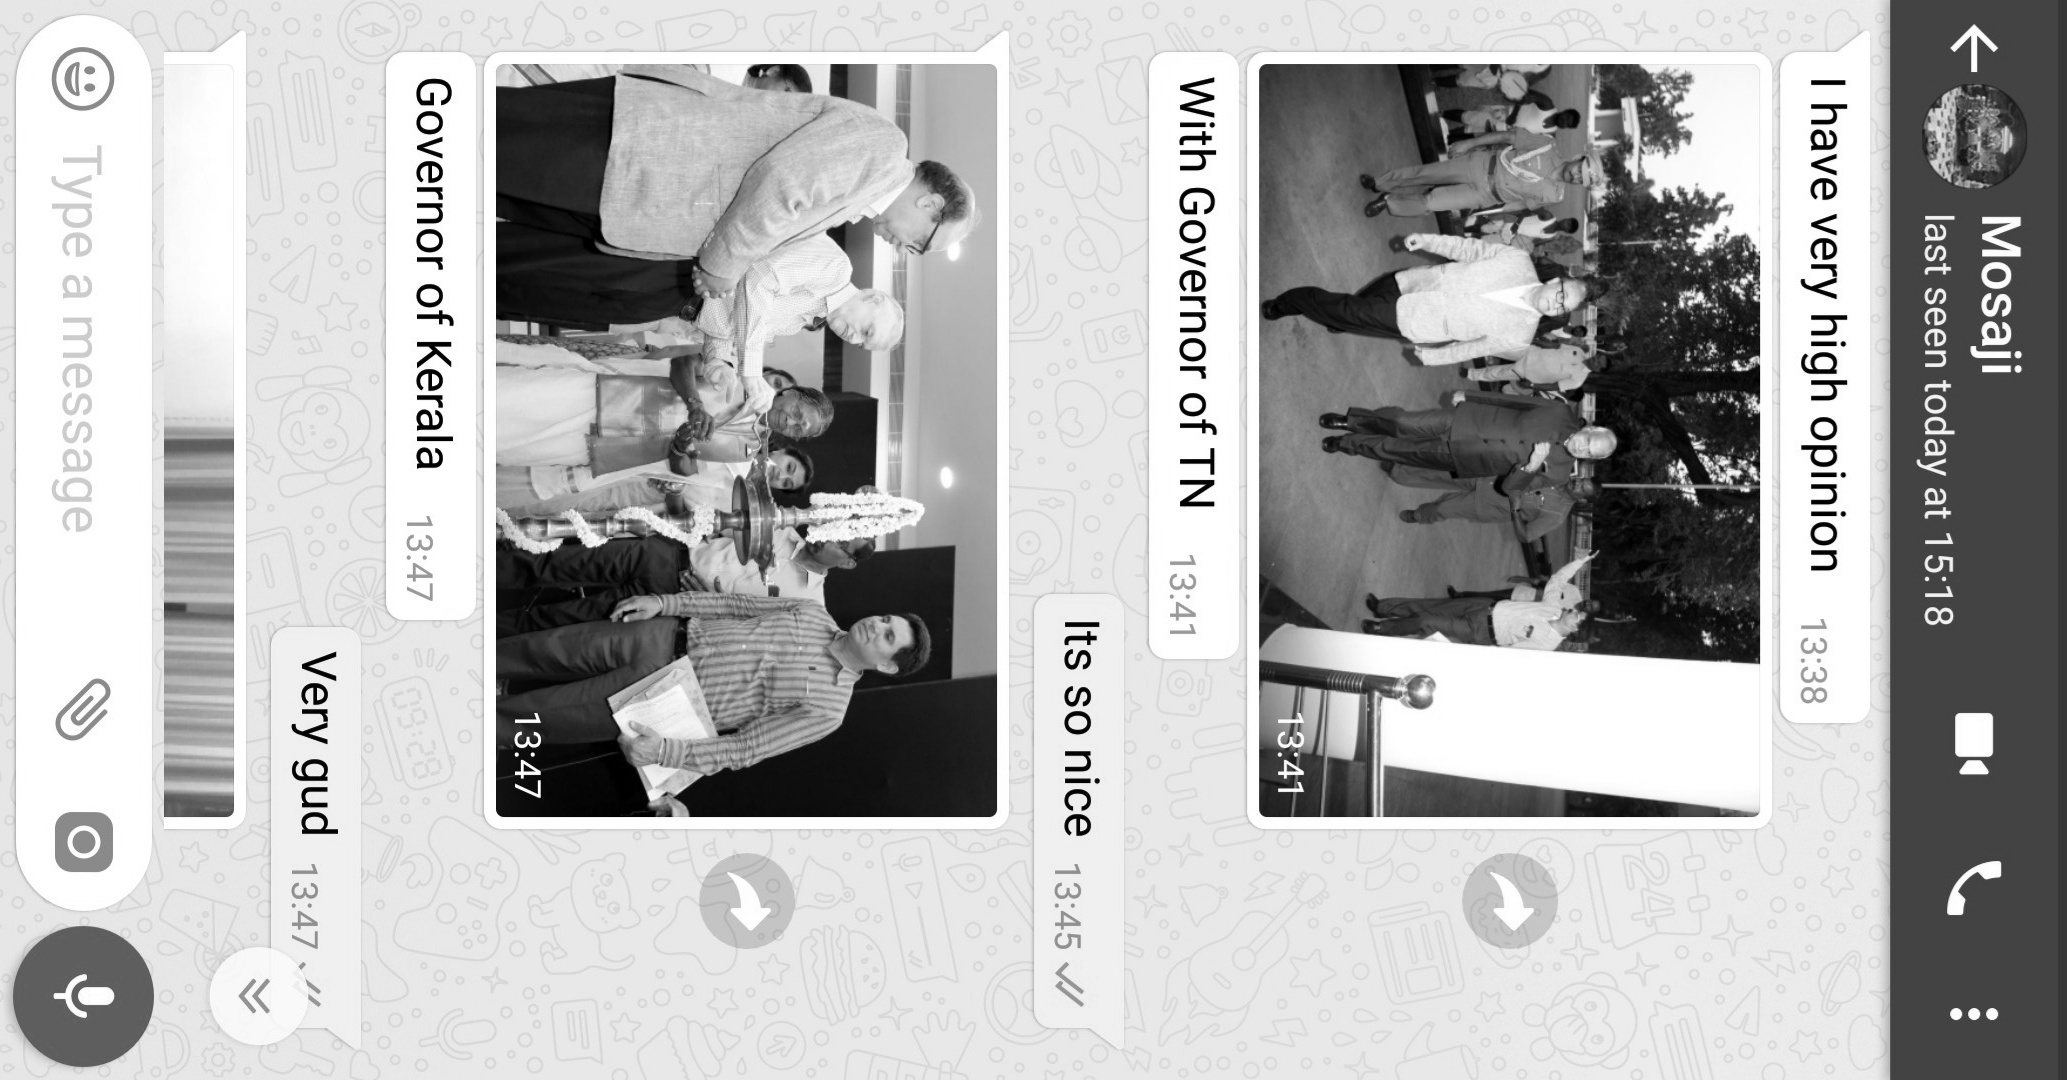 Mosaji
last seen today at 15:18
I have very high opinion 13:38
13:41
With Governor of TN 13:41
Its so nice 13:45
13:47
Governor of Kerala 13:47
Very gud 13:47
Type a message